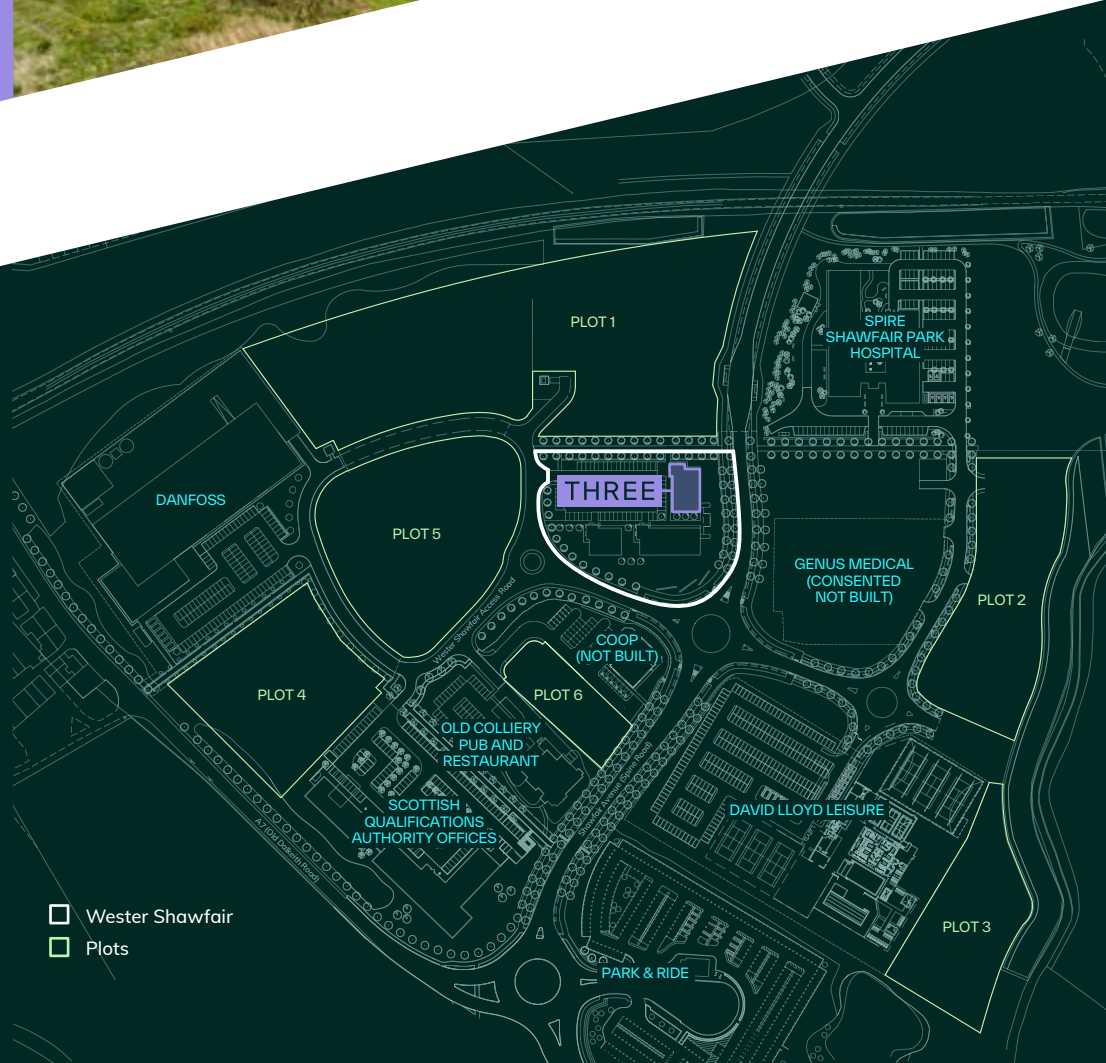 PLOT 1
SPIRE
SHAWFAIR PARK
HOSPITAL
THREE
DANFOSS
PLOT 5
GENUS MEDICAL
(CONSENTED
NOT BUILT)
PLOT 2
Wester Shawfair Access Road
COOP
(NOT BUILT)
PLOT 4
PLOT 6
OLD COLLIERY
PUB AND
RESTAURANT
Shawfair Avenue (Spire Road)
SCOTTISH
QUALIFICATIONS
AUTHORITY OFFICES
DAVID LLOYD LEISURE
A7 (Old Dalkeith Road)
PLOT 3
PARK & RIDE
Wester Shawfair
Plots